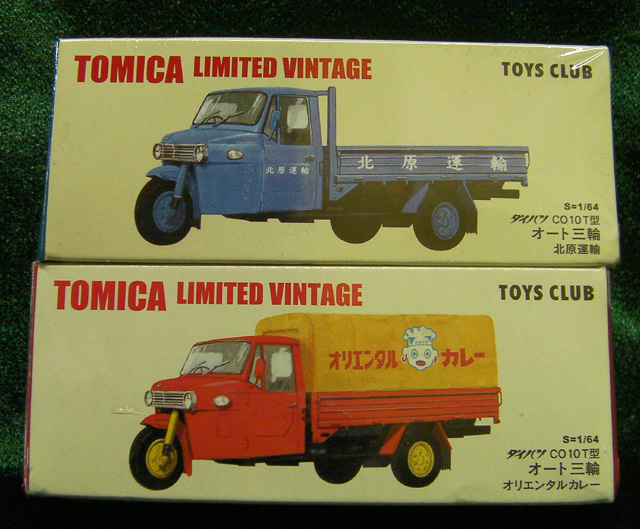 TOMICA LIMITED VINTAGE
TOYS CLUB
北原運輸
北原運輸
S=1/64
ダイハツ CO10T型
オート三輪
北原運輸
TOMICA LIMITED VINTAGE
TOYS CLUB
オリエンタル カレー
S=1/64
ダイハツ CO10T型
オート三輪
オリエンタルカレー